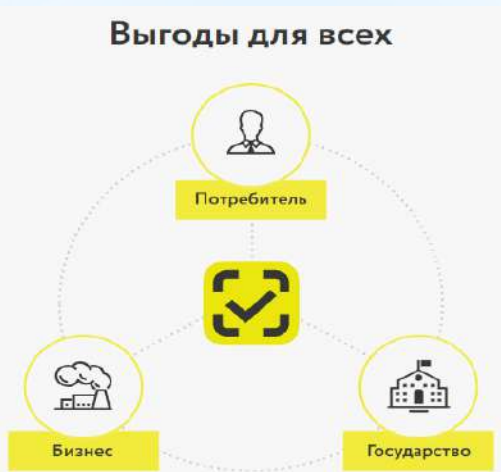 Выгоды для всех
Потребитель
Бизнес
Государство